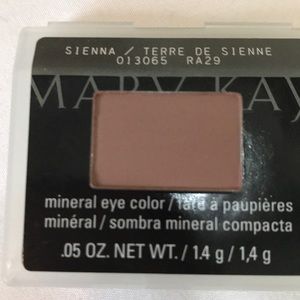 SIENNA / TERRE DE SIENNE
013065 RA29
MARY KAY
mineral eye color / fard à paupières
minéral / sombra mineral compacta
.05 OZ. NET WT. / 1.4 g / 1,4 g